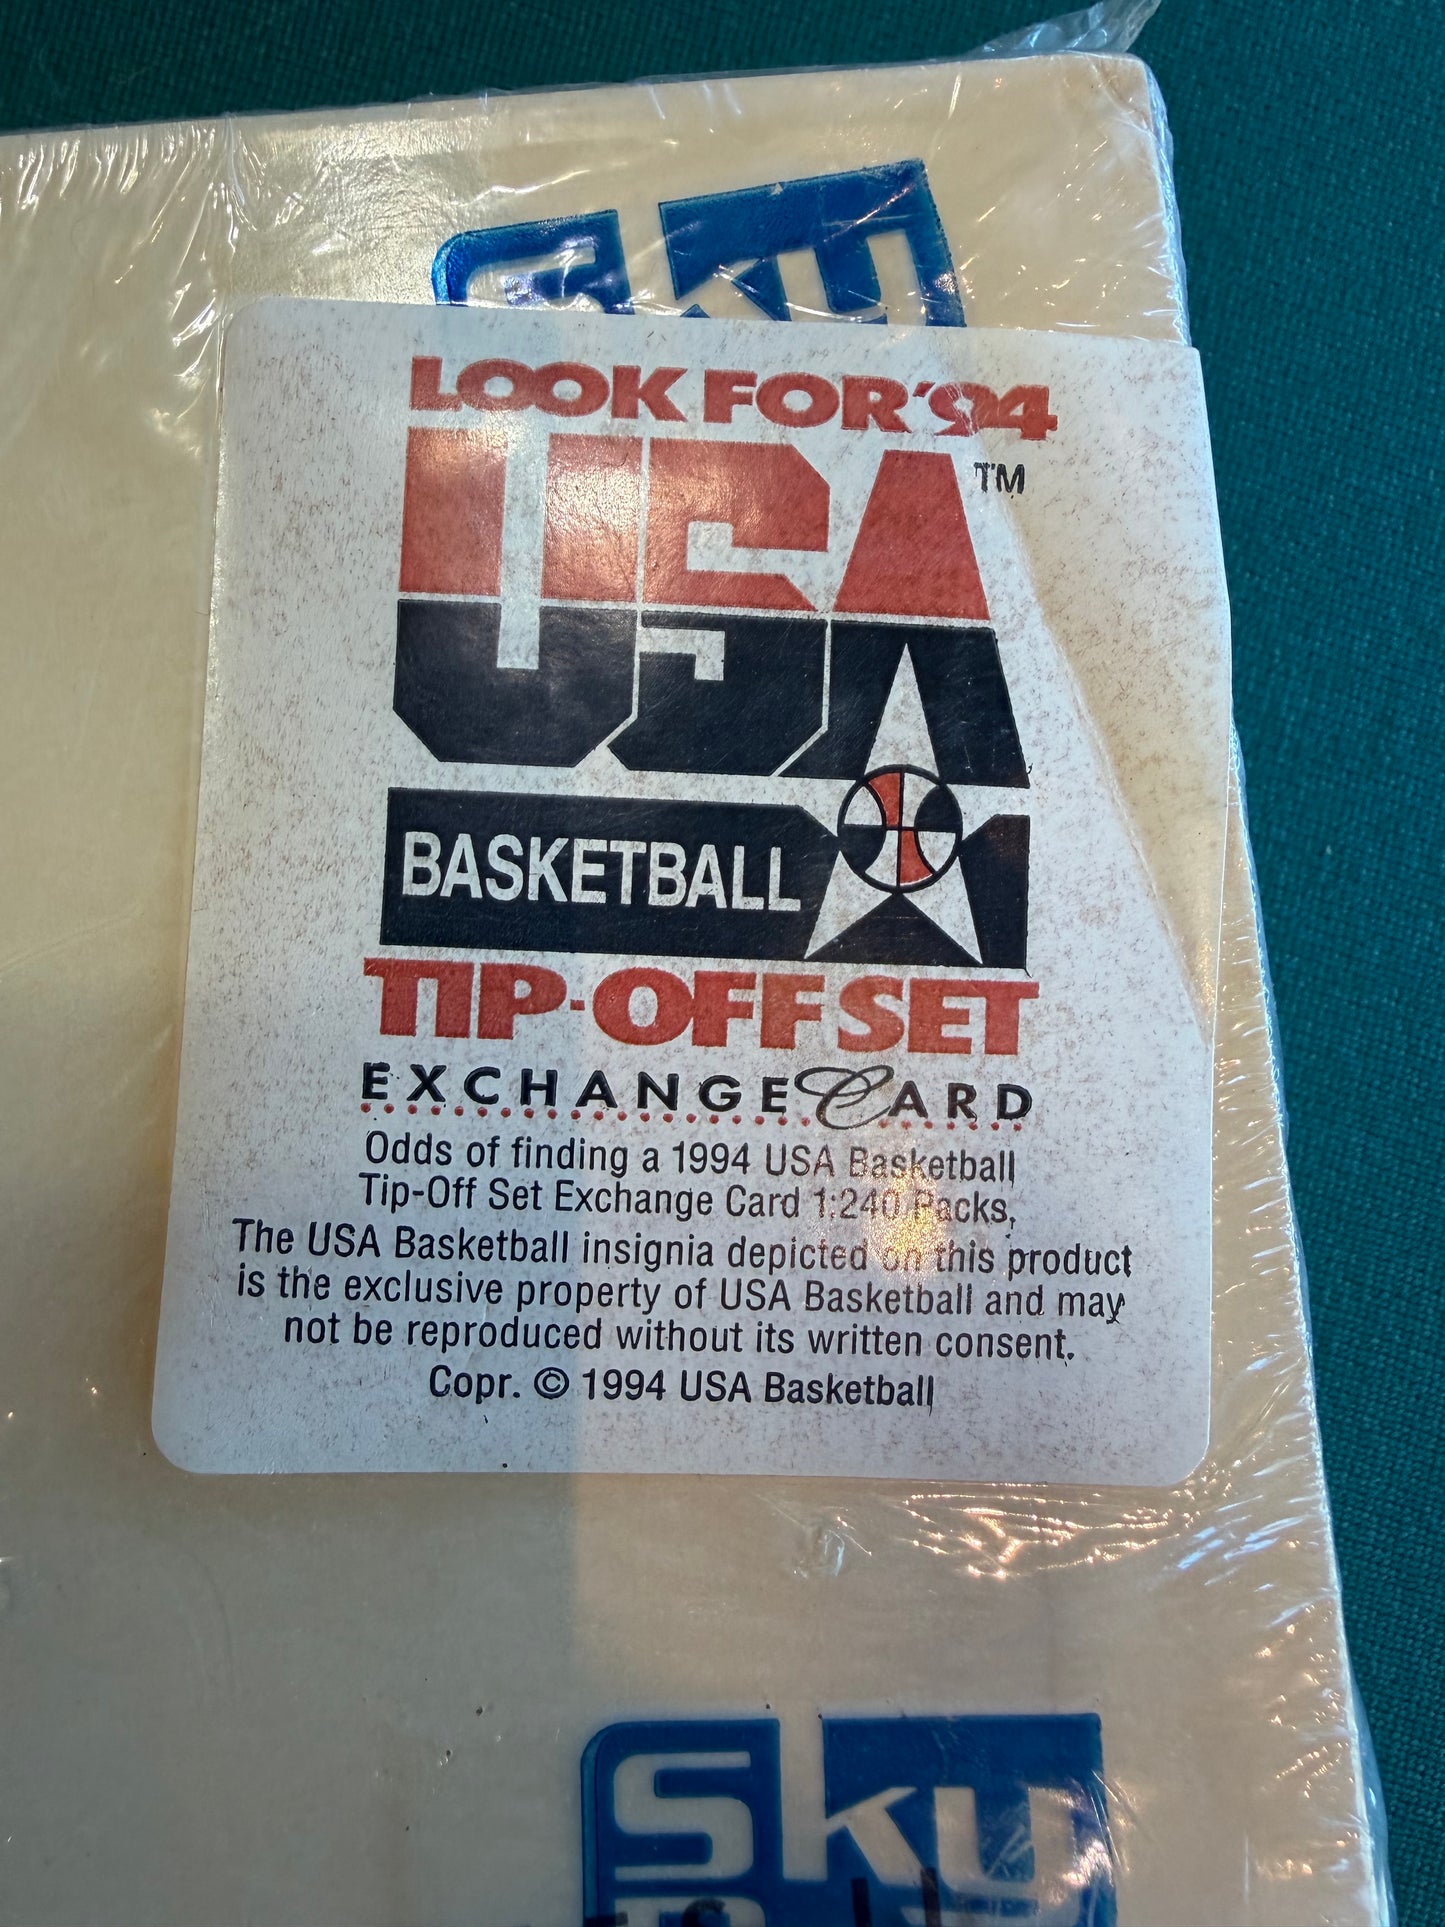 Sky
LOOK FOR '94
USA TM
BASKETBALL
TIP-OFF SET
EXCHANGE CARD
Odds of finding a 1994 USA Basketball
Tip-Off Set Exchange Card 1:240 Packs,
The USA Basketball insignia depicted on this product
is the exclusive property of USA Basketball and may
not be reproduced without its written consent.
Copr. © 1994 USA Basketball
Sky